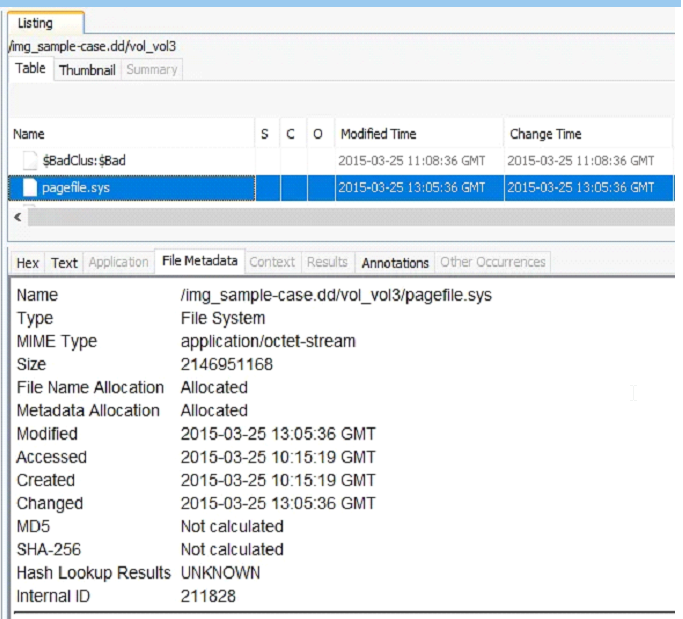 Listing
/img_sample-case.dd/vol_vol3
Table Thumbnail Summary
Name S C O Modified Time Change Time
$BadClus:$Bad 2015-03-25 11:08:36 GMT 2015-03-25 11:08:36 GMT
pagefile.sys 2015-03-25 13:05:36 GMT 2015-03-25 13:05:36 GMT
Hex Text Application File Metadata Context Results Annotations Other Occurrences
Name /img_sample-case.dd/vol_vol3/pagefile.sys
Type File System
MIME Type application/octet-stream
Size 2146951168
File Name Allocation Allocated
Metadata Allocation Allocated
Modified 2015-03-25 13:05:36 GMT
Accessed 2015-03-25 10:15:19 GMT
Created 2015-03-25 10:15:19 GMT
Changed 2015-03-25 13:05:36 GMT
MD5 Not calculated
SHA-256 Not calculated
Hash Lookup Results UNKNOWN
Internal ID 211828